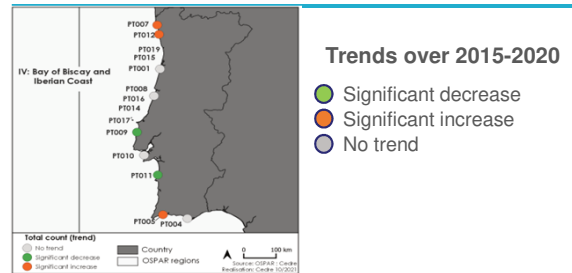 PT007
PT012
PT019
PT015
PT001
IV: Bay of Biscay and
Iberian Coast
PT008
PT016
PT014
PT017
PT009
PT010
PT011
PT005
PT004
Total count (trend)
No trend
Significant decrease
Significant increase
Country
OSPAR regions
0 100 km
Source: OSPAR - Cedre
Realisation: Cedre 10/2021
Trends over 2015-2020
Significant decrease
Significant increase
No trend